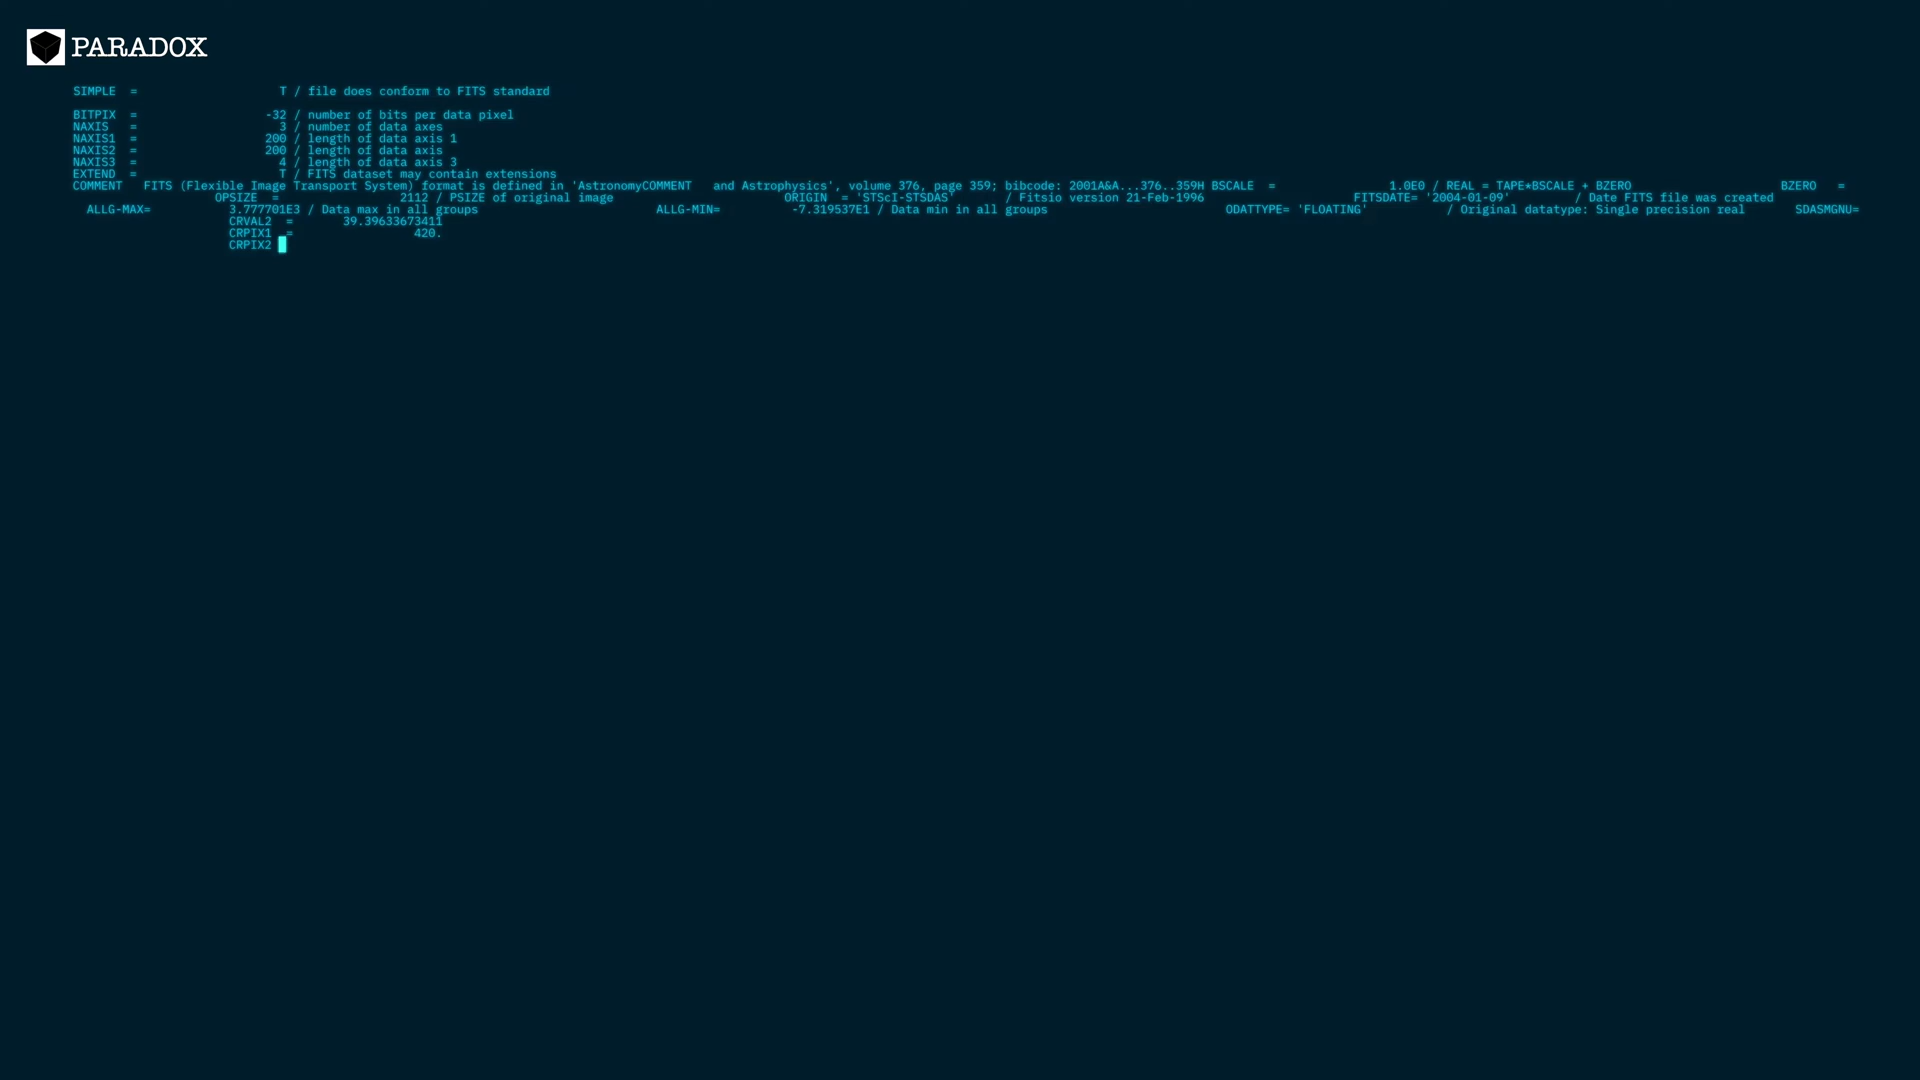 PARADOX
SIMPLE  =                    T / file does conform to FITS standard
BITPIX  =                  -32 / number of bits per data pixel
NAXIS   =                    3 / number of data axes
NAXIS1  =                  200 / length of data axis 1
NAXIS2  =                  200 / length of data axis
NAXIS3  =                    4 / length of data axis 3
EXTEND  =                    T / FITS dataset may contain extensions
COMMENT   FITS (Flexible Image Transport System) format is defined in 'AstronomyCOMMENT   and Astrophysics', volume 376, page 359; bibcode: 2001A&A...376..359H BSCALE  =                1.0E0 / REAL = TAPE*BSCALE + BZERO                     BZERO   =
OPSIZE  =                 2112 / PSIZE of original image                        ORIGIN  = 'STScI-STSDAS'       / Fitsio version 21-Feb-1996                     FITSDATE= '2004-01-09'         / Date FITS file was created
ALLG-MAX=           3.777701E3 / Data max in all groups                         ALLG-MIN=          -7.319537E1 / Data min in all groups                         ODATTYPE= 'FLOATING'           / Original datatype: Single precision real       SDASMGNU=
CRVAL2  =       39.39633673411
CRPIX1  =                 420.
CRPIX2